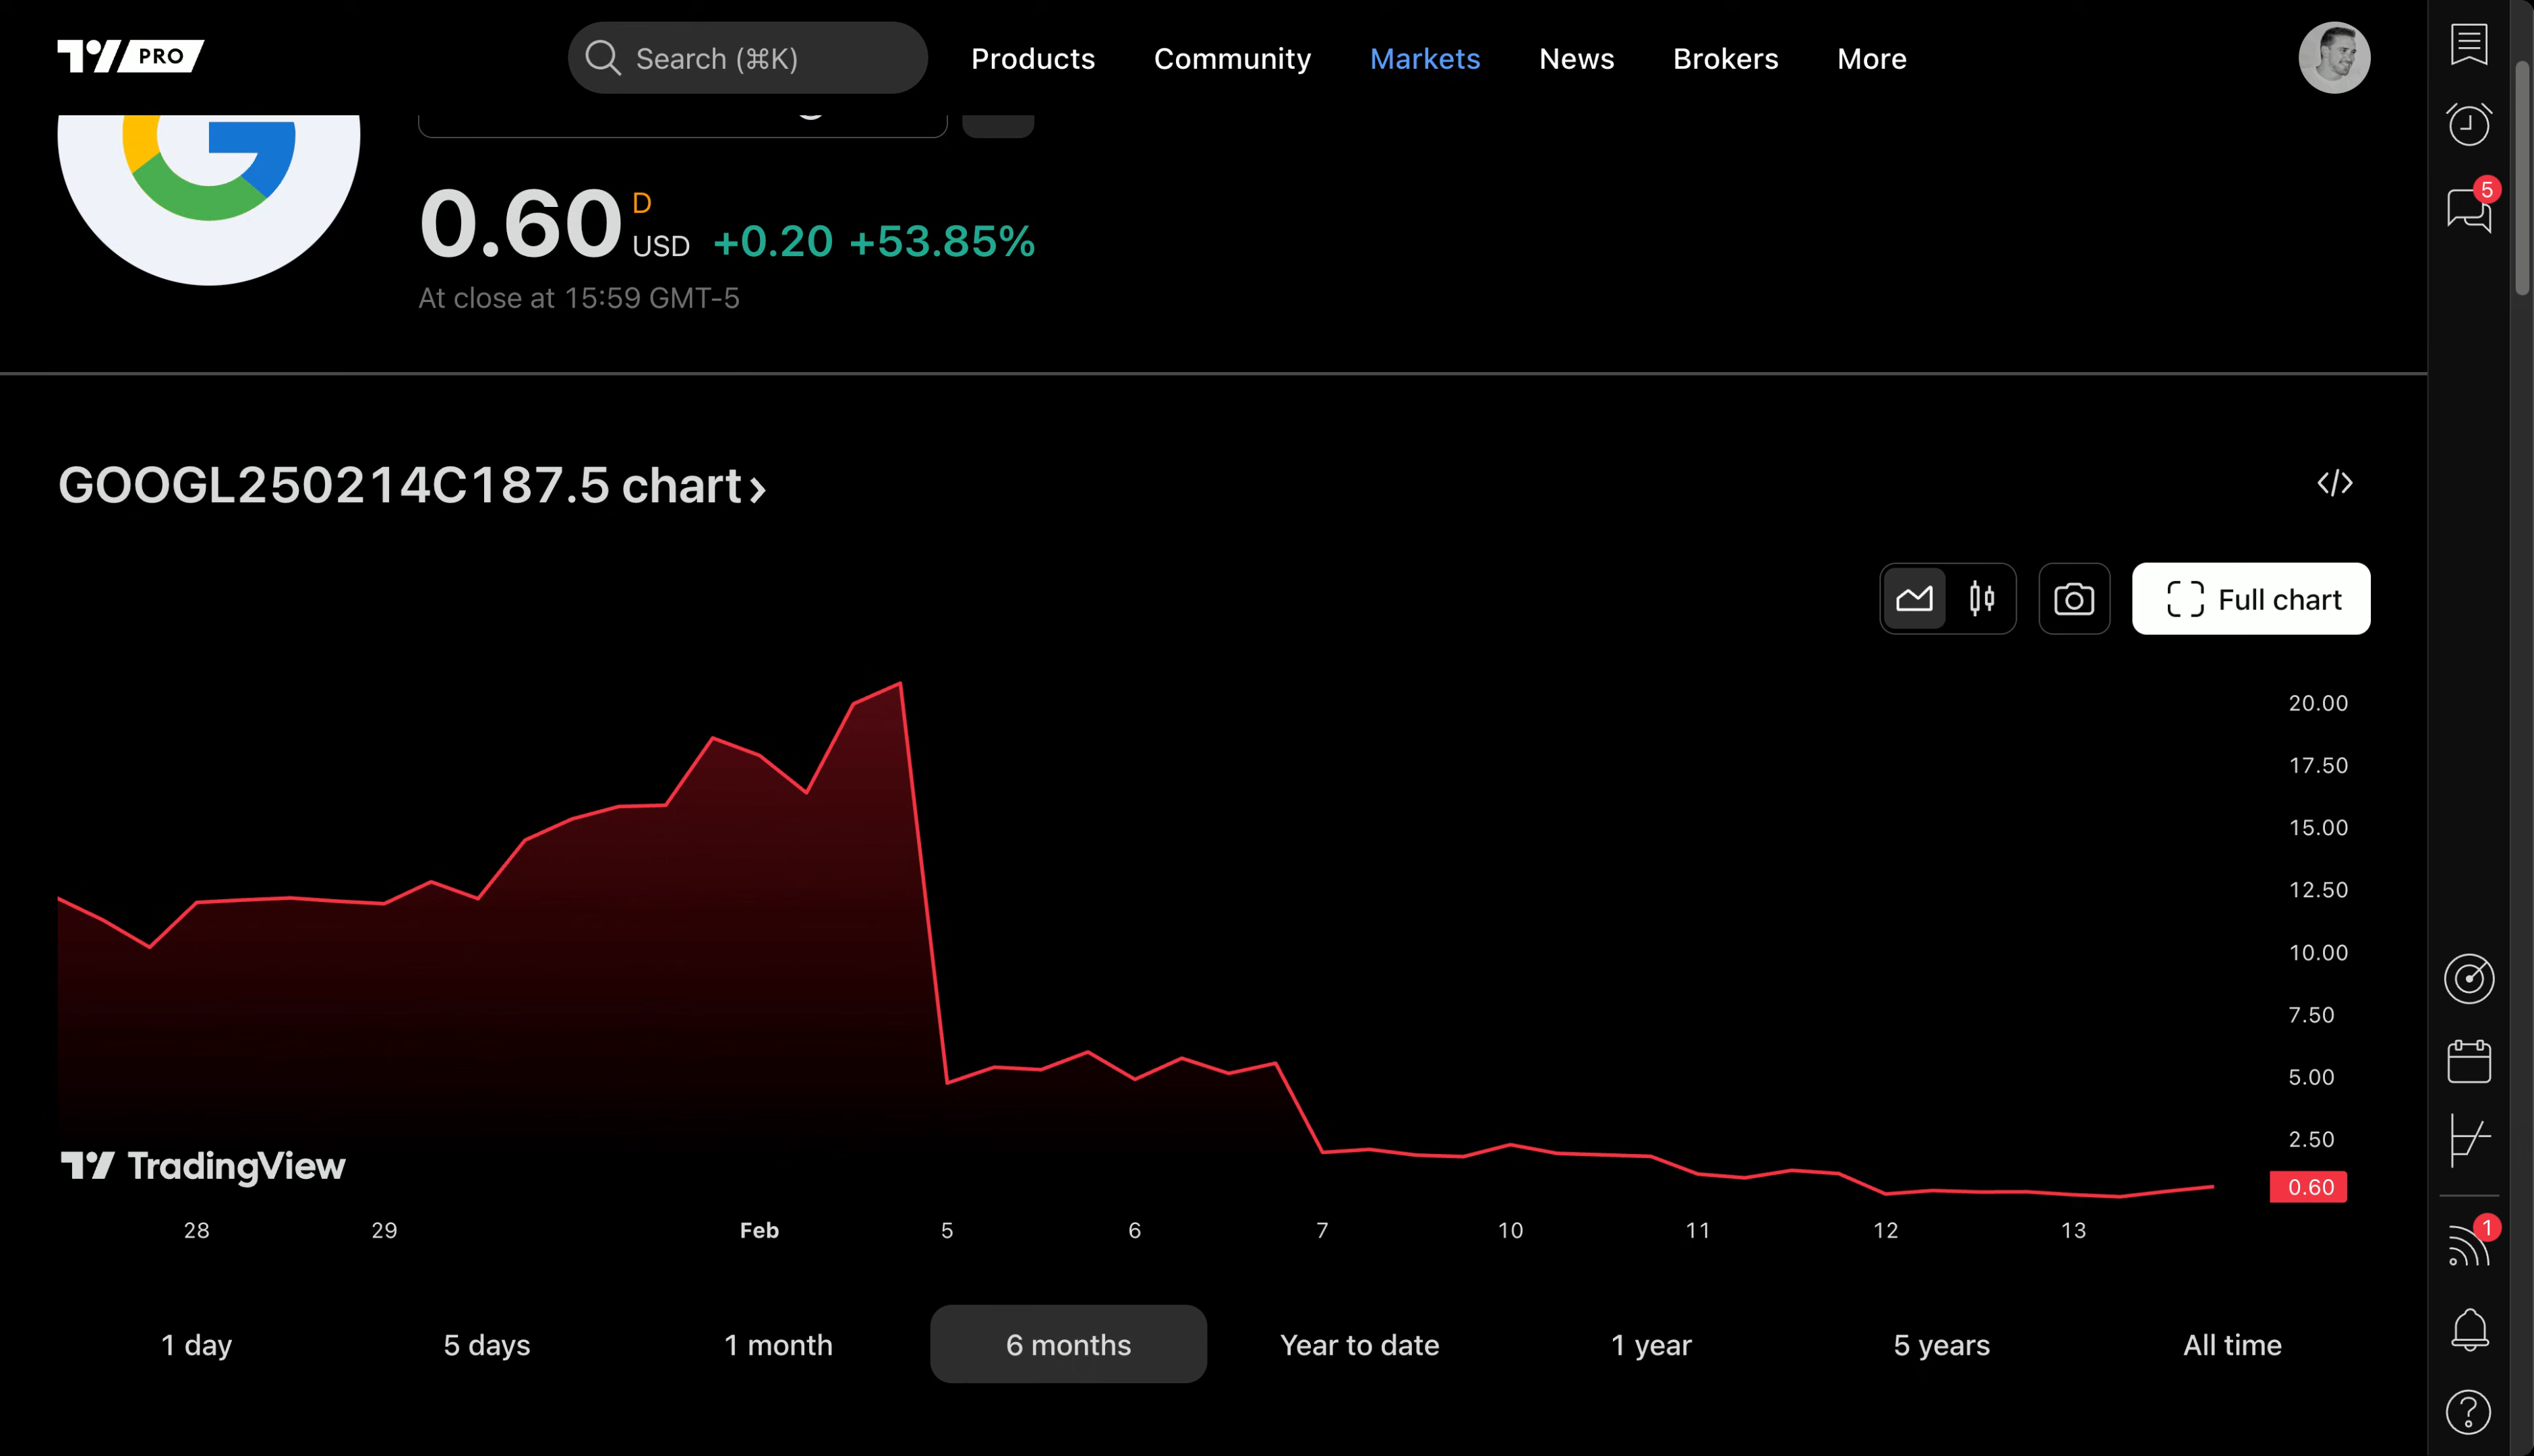 PRO
Search (⌘K)
Products
Community
Markets
News
Brokers
More
5
0.60 D USD +0.20 +53.85%
At close at 15:59 GMT-5
GOOGL250214C187.5 chart ›
Full chart
20.00
17.50
15.00
12.50
10.00
7.50
5.00
2.50
0.60
TradingView
28 29 Feb 5 6 7 10 11 12 13
1
1 day 5 days 1 month 6 months Year to date 1 year 5 years All time